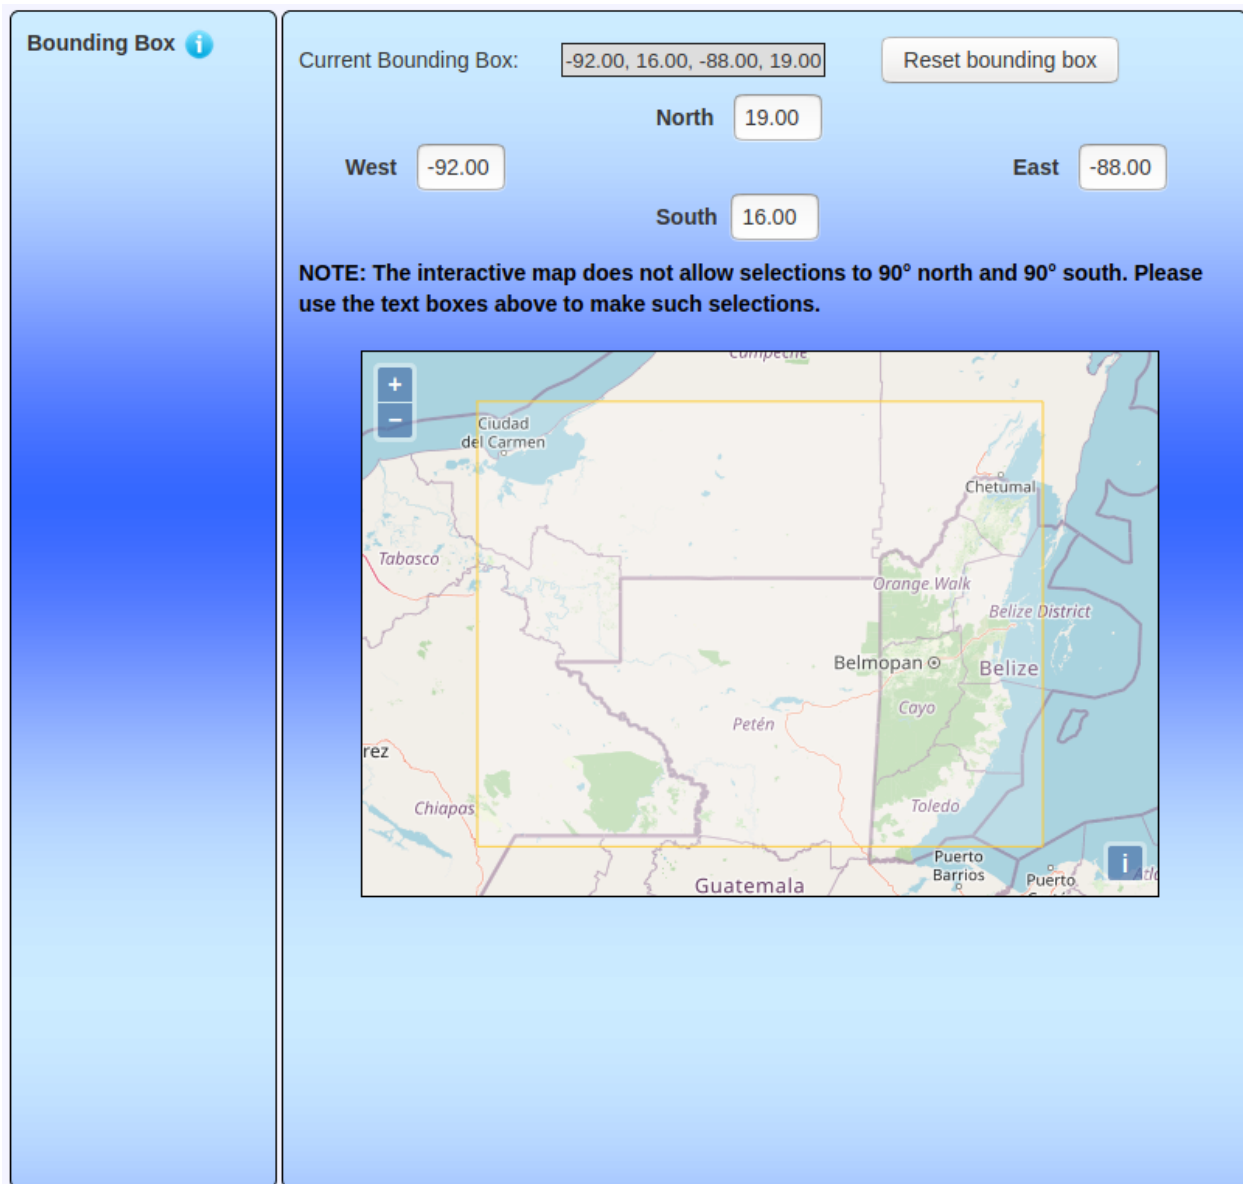 Bounding Box i
Current Bounding Box: -92.00, 16.00, -88.00, 19.00 Reset bounding box
North 19.00
West -92.00 East -88.00
South 16.00
NOTE: The interactive map does not allow selections to 90° north and 90° south. Please
use the text boxes above to make such selections.
Campeche
+
−
Ciudad
del Carmen
Chetumal
Tabasco
Orange Walk
Belize District
Belmopan
Belize
Cayo
Petén
rez
Chiapas
Toledo
Puerto
Barrios
i
Guatemala
Puerto